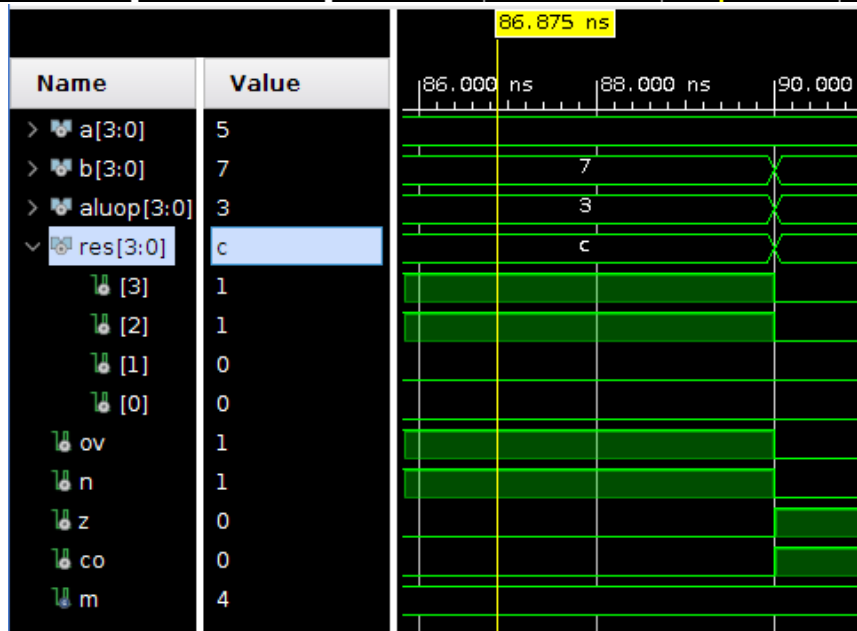 86.875 ns
Name Value 86.000 ns 88.000 ns 90.000
a[3:0] 5
b[3:0] 7 7
aluop[3:0] 3 3
res[3:0] c c
[3] 1
[2] 1
[1] 0
[0] 0
ov 1
n 1
z 0
co 0
m 4